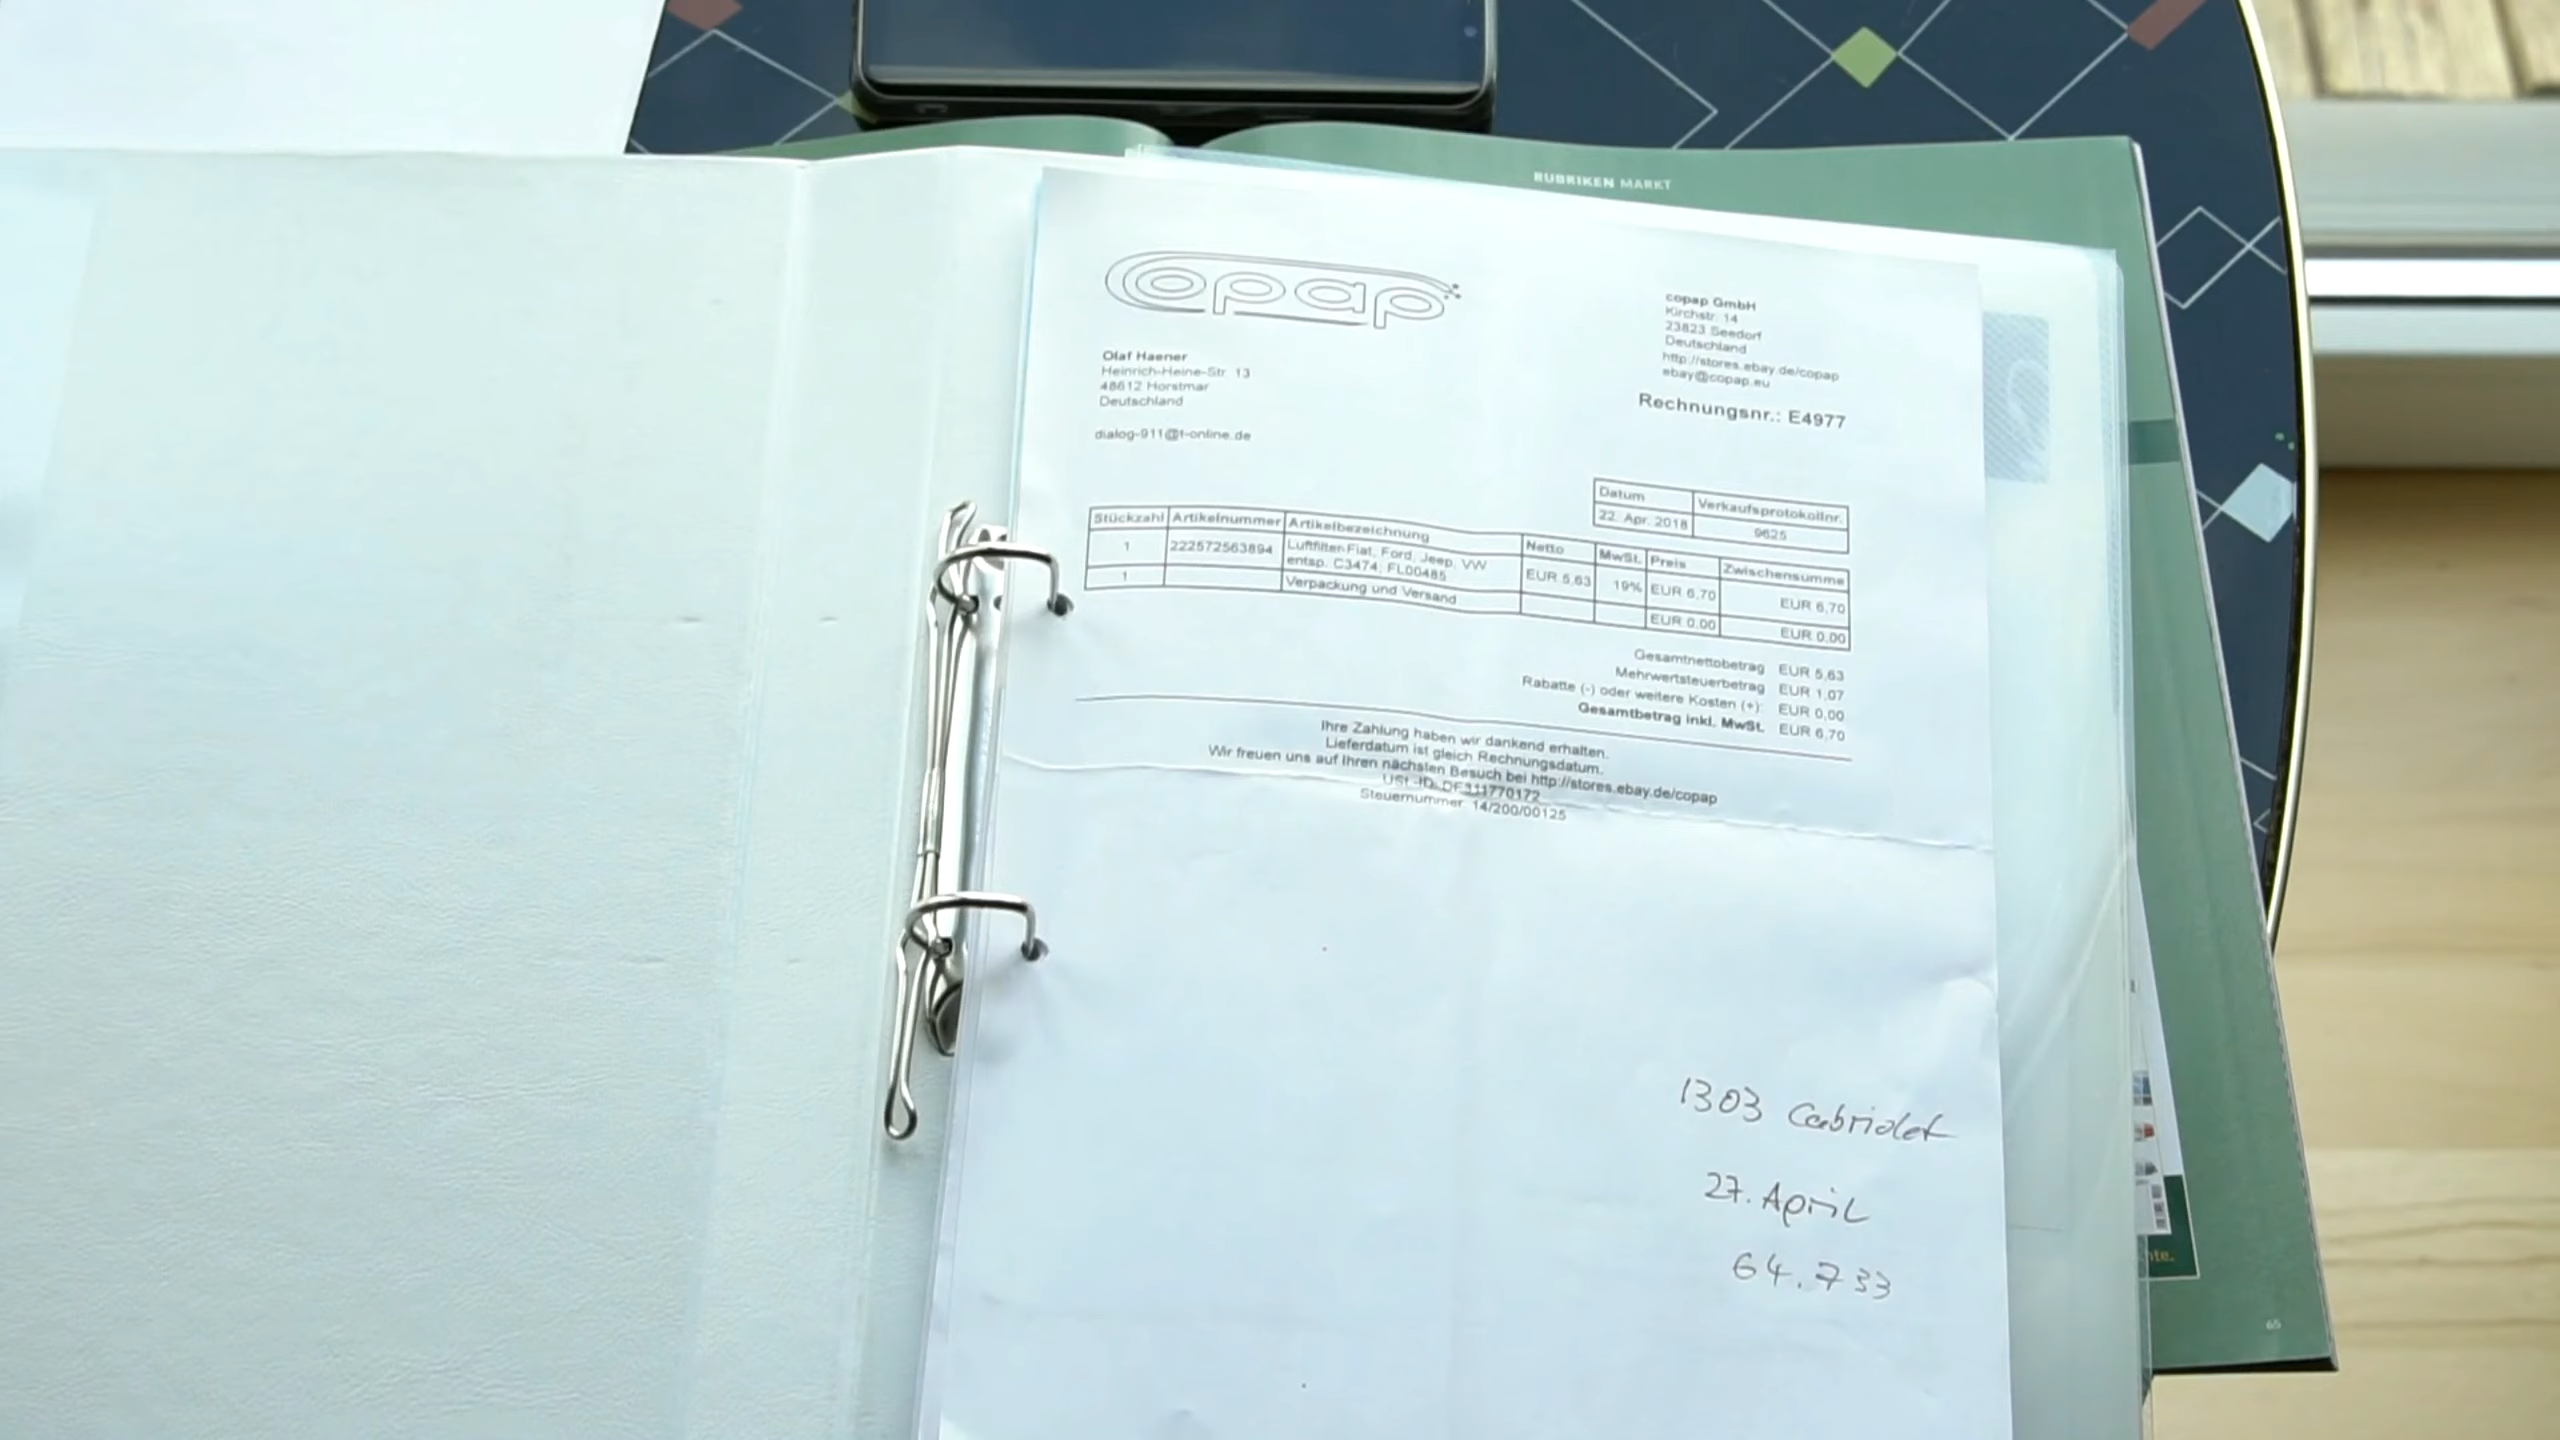 RUBRIKEN MARKT
copap
copap GmbH
Kirchstr. 14
23823 Seedorf
Deutschland
http://stores.ebay.de/copap
ebay@copap.eu
Olaf Haener
Heinrich-Heine-Str. 13
48612 Horstmar
Deutschland
dialog-911@t-online.de
Rechnungsnr.: E4977
Datum Verkaufsprotokollnr.
22. Apr. 2018 9625
Stückzahl Artikelnummer Artikelbezeichnung Netto MwSt. Preis Zwischensumme
1 222572563894 Luftfilter Fiat, Ford, Jeep, VW EUR 5,63 19% EUR 6,70 EUR 6,70
entsp. C3474, FL00485
1 Verpackung und Versand EUR 0,00 EUR 0,00
Gesamtnettobetrag EUR 5,63
Mehrwertsteuerbetrag EUR 1,07
Rabatte (-) oder weitere Kosten (+): EUR 0,00
Gesamtbetrag inkl. MwSt. EUR 6,70
Ihre Zahlung haben wir dankend erhalten.
Lieferdatum ist gleich Rechnungsdatum.
Wir freuen uns auf Ihren nächsten Besuch bei http://stores.ebay.de/copap
USt.-ID: DE311770172
Steuernummer: 14/200/00125
1303 Cabriolet
27. April
64.733
65